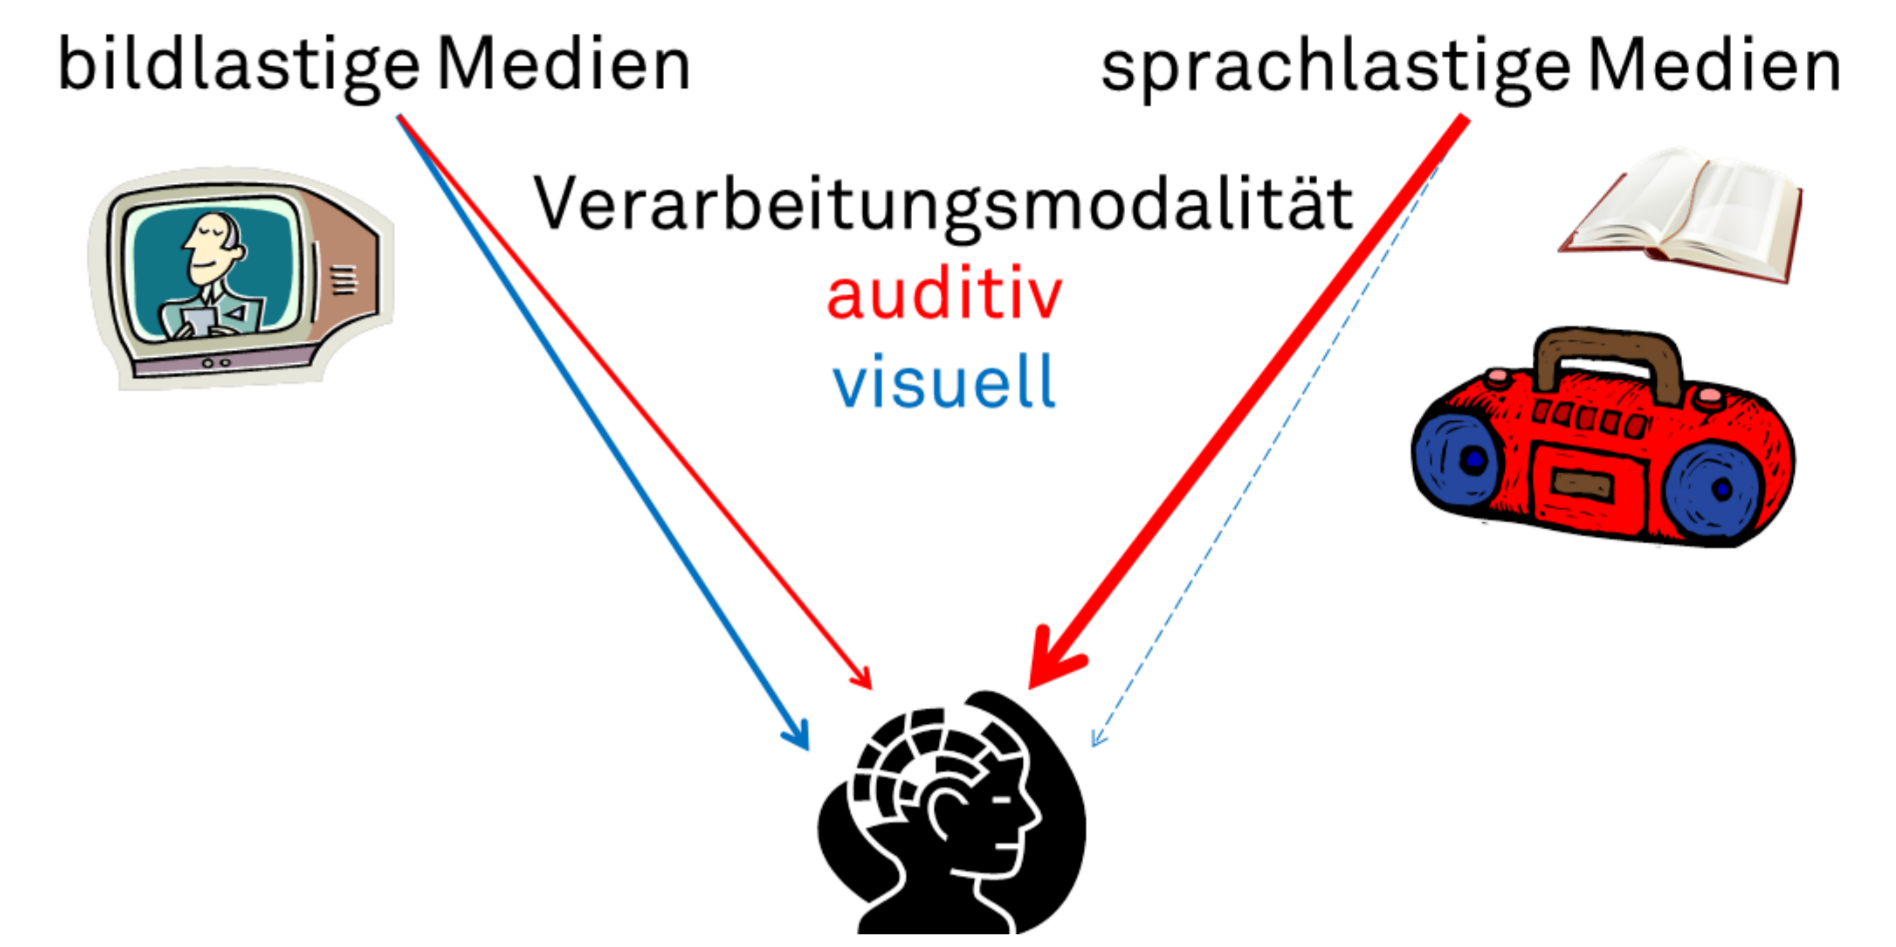 bildlastige Medien
sprachlastige Medien
Verarbeitungsmodalität
auditiv
visuell